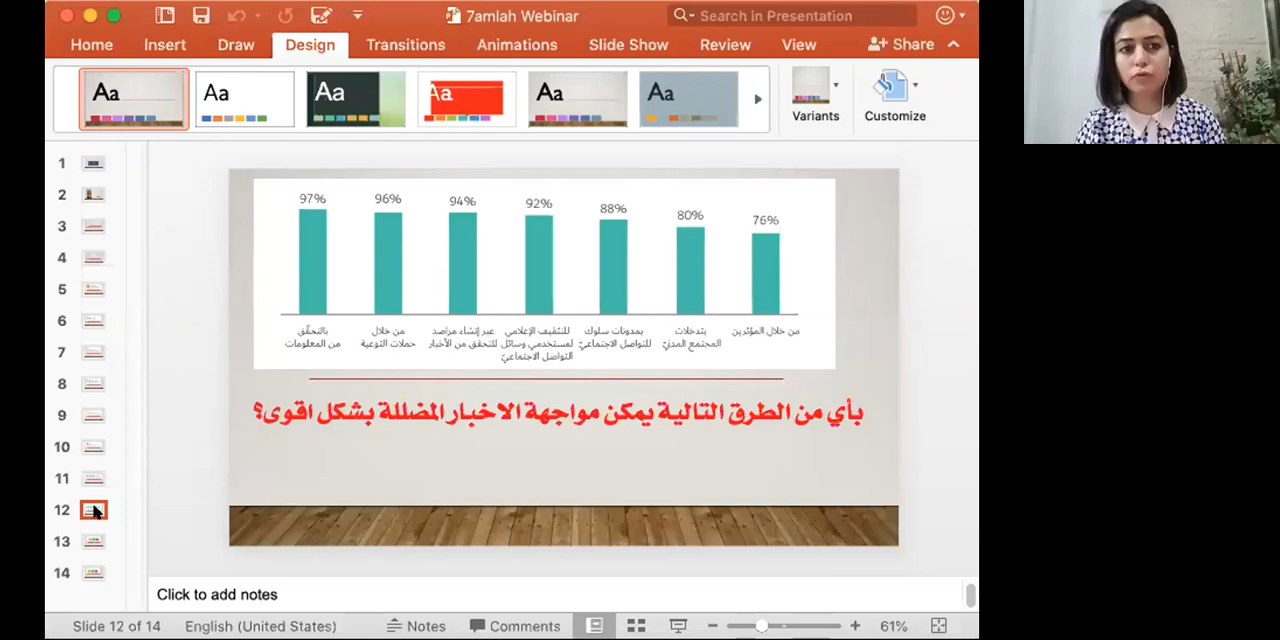 7amlah Webinar
Search in Presentation
Home Insert Draw Design Transitions Animations Slide Show Review View Share
Aa Aa Aa Aa Aa Aa
Variants Customize
1
2
3
4
5
6
7
8
9
10
11
12
13
14
97% 96% 94% 92% 88% 80% 76%
بالتحقّق
من المعلومات
من خلال
حملات التوعية
عبر إنشاء مراصد
للتحقق من الأخبار
للتثقيف الإعلامي
لمستخدمي وسائل
التواصل الاجتماعيّ
بمدونات سلوك
للتواصل الاجتماعيّ
بتدخلات
المجتمع المدنيّ
من خلال المؤثرين
بأي من الطرق التالية يمكن مواجهة الاخبار المضللة بشكل اقوى؟
Click to add notes
Slide 12 of 14 English (United States) Notes Comments 61%